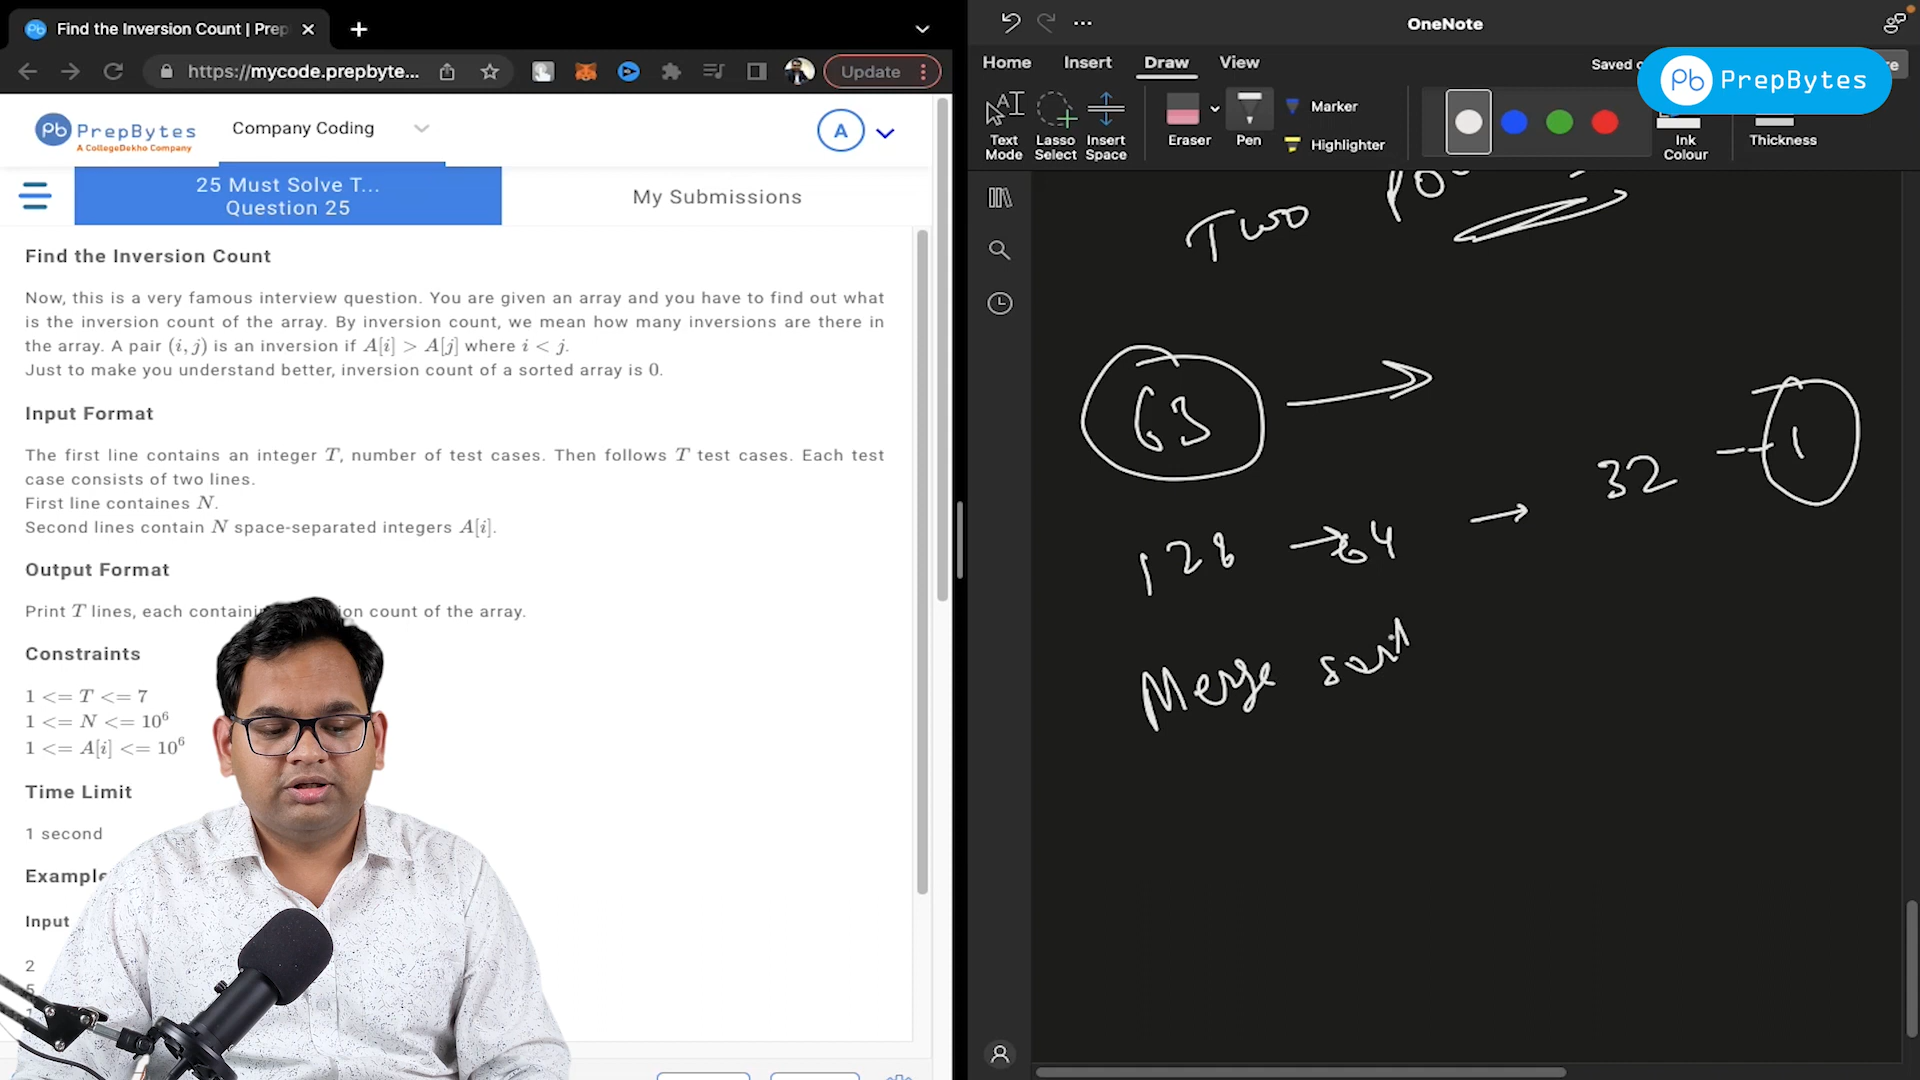 Find the Inversion Count | Prep
https://mycode.prepbyte...
Update
PrepBytes
A CollegeDekho Company
Company Coding
A
25 Must Solve T...
Question 25
My Submissions
Find the Inversion Count
Now, this is a very famous interview question. You are given an array and you have to find out what
is the inversion count of the array. By inversion count, we mean how many inversions are there in
the array. A pair (i, j) is an inversion if A[i] > A[j] where i < j.
Just to make you understand better, inversion count of a sorted array is 0.
Input Format
The first line contains an integer T, number of test cases. Then follows T test cases. Each test
case consists of two lines.
First line containes N.
Second lines contain N space-separated integers A[i].
Output Format
Print T lines, each containi ion count of the array.
Constraints
1 <= T <= 7
1 <= N <= 10⁶
1 <= A[i] <= 10⁶
Time Limit
1 second
Example
Input
2
5
OneNote
Home Insert Draw View
Saved
Pb PrepBytes
Text Mode
Lasso Select
Insert Space
Eraser
Pen
Marker
Highlighter
Ink Colour
Thickness
Two
63 →
128 → 64 → 32 -- 1
Merge sort